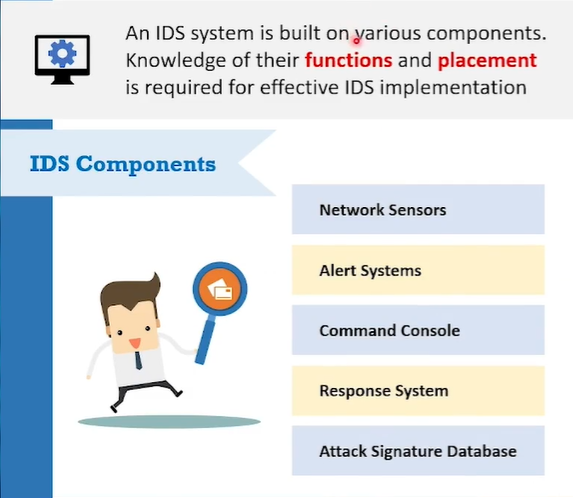 An IDS system is built on various components.
Knowledge of their functions and placement
is required for effective IDS implementation
IDS Components
Network Sensors
Alert Systems
Command Console
Response System
Attack Signature Database